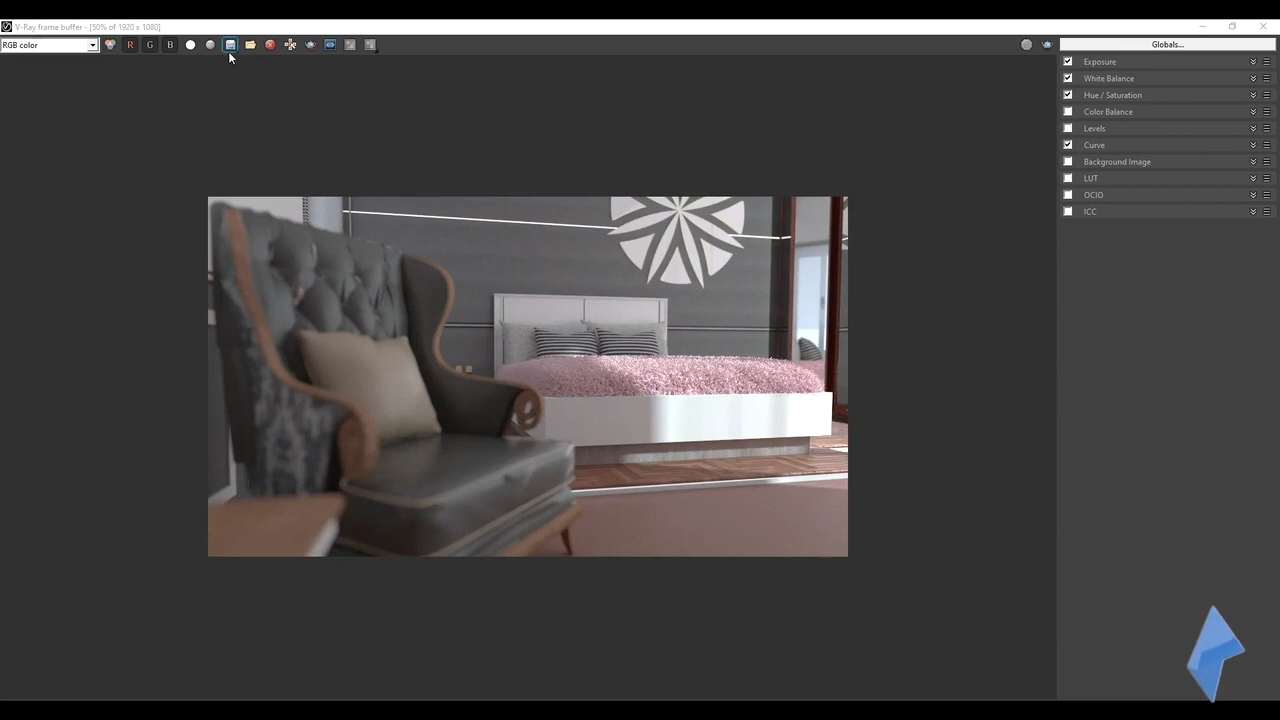 V-Ray frame buffer - [50% of 1920 x 1080]
RGB color
R
G
B
Globals...
Exposure
White Balance
Hue / Saturation
Color Balance
Levels
Curve
Background Image
LUT
OCIO
ICC